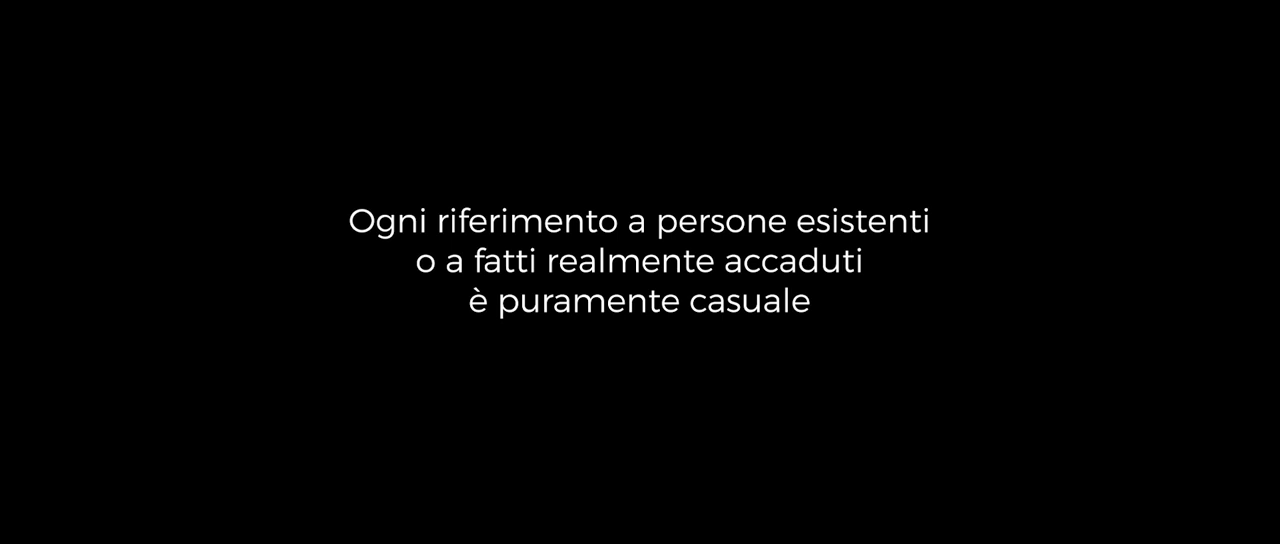 Ogni riferimento a persone esistenti
o a fatti realmente accaduti
è puramente casuale